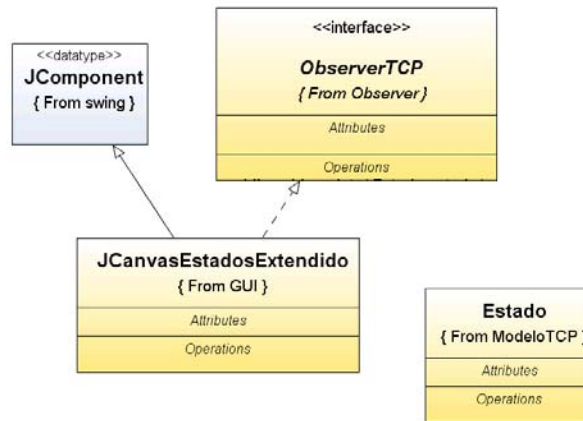 <<datatype>>
JComponent
{ From swing }
<<interface>>
ObserverTCP
{ From Observer }
Attributes
Operations
JCanvasEstadosExtendido
{ From GUI }
Attributes
Operations
Estado
{ From ModeloTCP }
Attributes
Operations